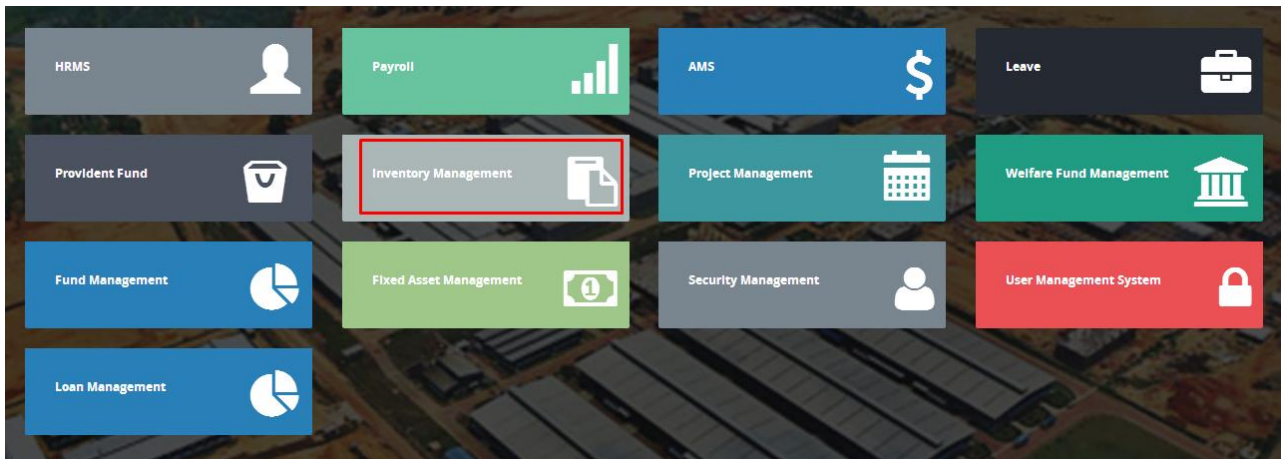 HRMS
Payroll
AMS
Leave
Provident Fund
Inventory Management
Project Management
Welfare Fund Management
Fund Management
Fixed Asset Management
1
Security Management
User Management System
Loan Management